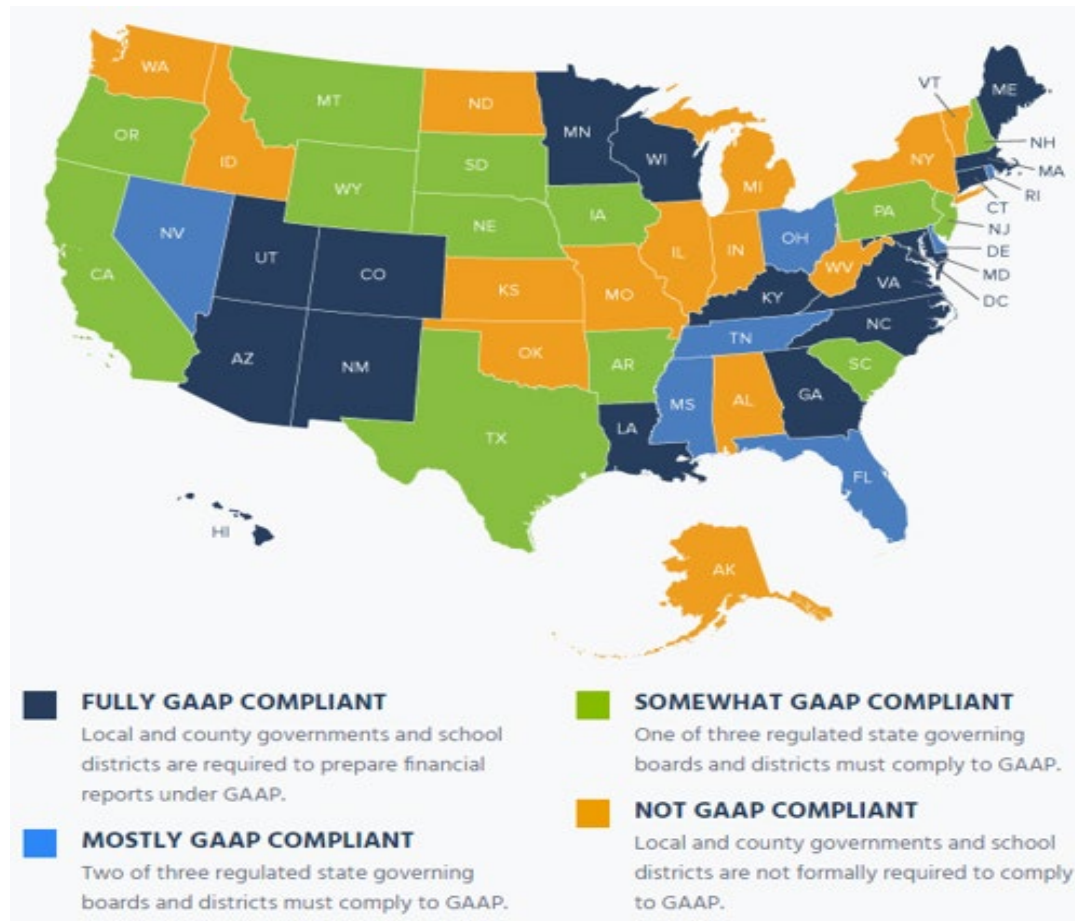 WA
MT
ND
MN
VT
ME
OR
ID
WY
SD
WI
MI
NY
NH
MA
RI
CT
NV
UT
CO
NE
IA
IL
IN
OH
PA
NJ
DE
MD
DC
CA
KS
MO
KY
WV
VA
AZ
NM
OK
AR
TN
NC
SC
TX
LA
MS
AL
GA
FL
HI
AK
FULLY GAAP COMPLIANT
Local and county governments and school
districts are required to prepare financial
reports under GAAP.
MOSTLY GAAP COMPLIANT
Two of three regulated state governing
boards and districts must comply to GAAP.
SOMEWHAT GAAP COMPLIANT
One of three regulated state governing
boards and districts must comply to GAAP.
NOT GAAP COMPLIANT
Local and county governments and school
districts are not formally required to comply
to GAAP.